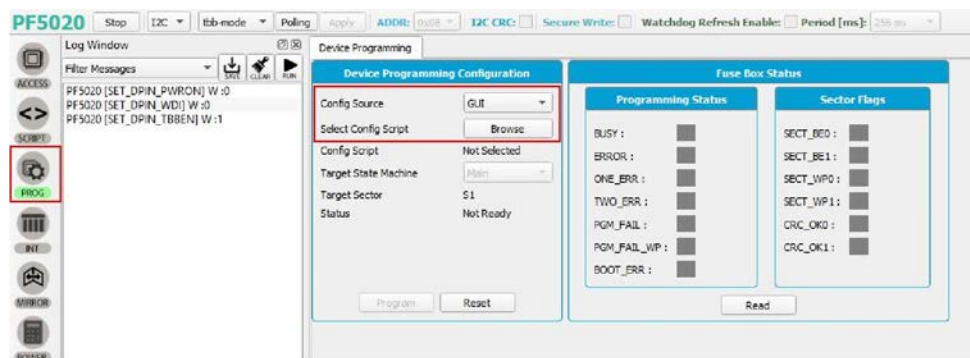 PF5020 Stop I2C tbb-mode Polling Apply ADDR: 0x08 I2C CRC: Secure Write: Watchdog Refresh Enable: Period [ms]: 256 ms
Log Window
Filter Messages
SAVE CLEAR RUN
PF5020 [SET_DPIN_PWRON] W :0
PF5020 [SET_DPIN_WDI] W :0
PF5020 [SET_DPIN_TBBEN] W :1
ACCESS
SCRIPT
PROG
INT
MIRROR
POWER
Device Programming
Device Programming Configuration
Config Source GUI
Select Config Script Browse
Config Script Not Selected
Target State Machine Main
Target Sector S1
Status Not Ready
Program Reset
Fuse Box Status
Programming Status
BUSY :
ERROR :
ONE_ERR :
TWO_ERR :
PGM_FAIL :
PGM_FAIL_WP :
BOOT_ERR :
Sector Flags
SECT_BE0 :
SECT_BE1 :
SECT_WP0 :
SECT_WP1 :
CRC_OK0 :
CRC_OK1 :
Read